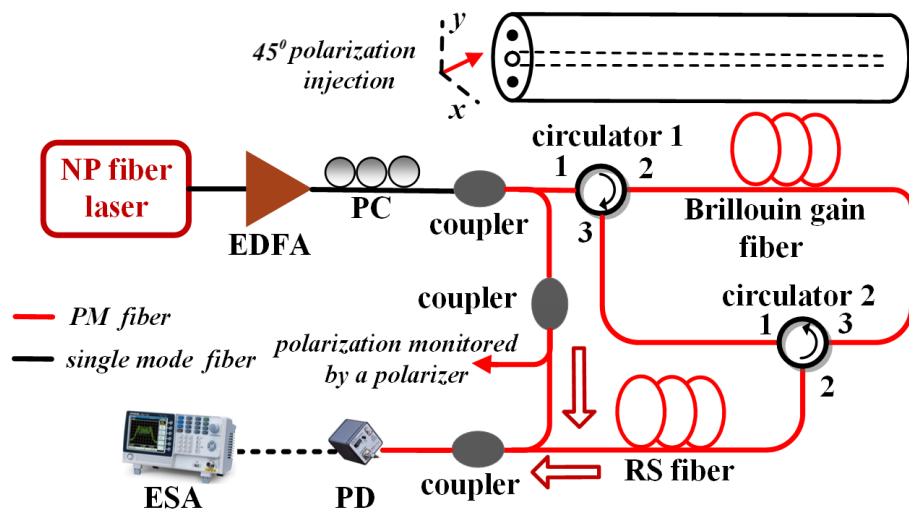 45⁰ polarization
injection
y
x
NP fiber
laser
EDFA
PC
coupler
circulator 1
1
2
3
Brillouin gain
fiber
coupler
circulator 2
1
3
2
PM fiber
single mode fiber
polarization monitored
by a polarizer
RS fiber
ESA
PD
coupler